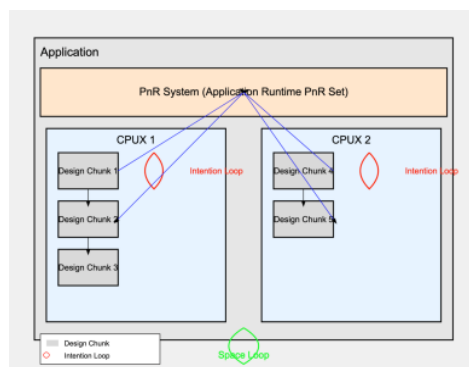 Application
PnR System (Application Runtime PnR Set)
CPUX 1
CPUX 2
Design Chunk 1
Intention Loop
Design Chunk 4
Intention Loop
Design Chunk 2
Design Chunk 5
Design Chunk 3
Design Chunk
Intention Loop
Space Loop